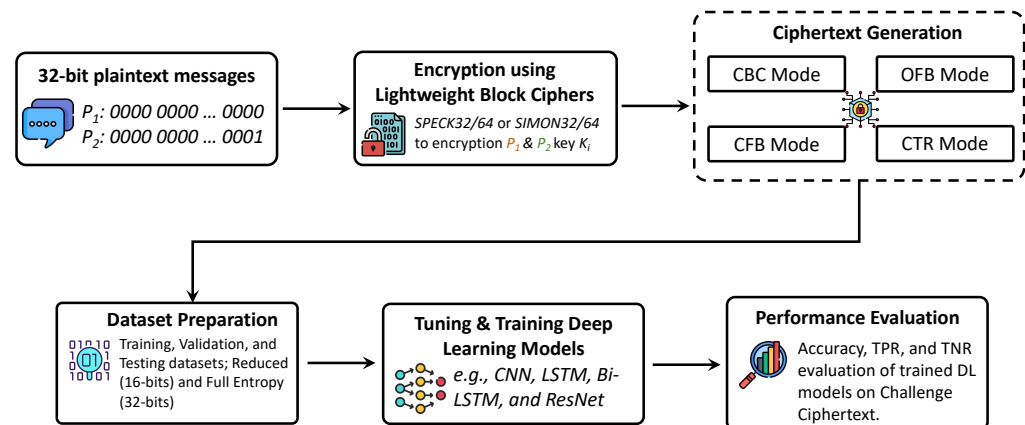 32-bit plaintext messages
P1: 0000 0000 ... 0000
P2: 0000 0000 ... 0001
Encryption using
Lightweight Block Ciphers
SPECK32/64 or SIMON32/64
to encryption P1 & P2 key Ki
Ciphertext Generation
CBC Mode
OFB Mode
CFB Mode
CTR Mode
Dataset Preparation
Training, Validation, and
Testing datasets; Reduced
(16-bits) and Full Entropy
(32-bits)
Tuning & Training Deep
Learning Models
e.g., CNN, LSTM, Bi-
LSTM, and ResNet
Performance Evaluation
Accuracy, TPR, and TNR
evaluation of trained DL
models on Challenge
Ciphertext.